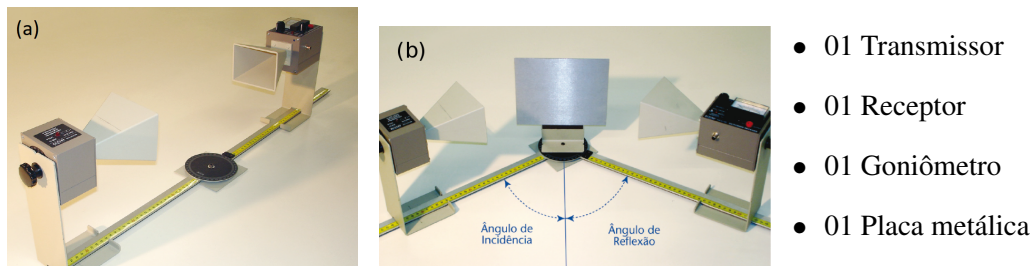 (a)
(b)
Ângulo de
Incidência
Ângulo de
Reflexão
• 01 Transmissor
• 01 Receptor
• 01 Goniômetro
• 01 Placa metálica